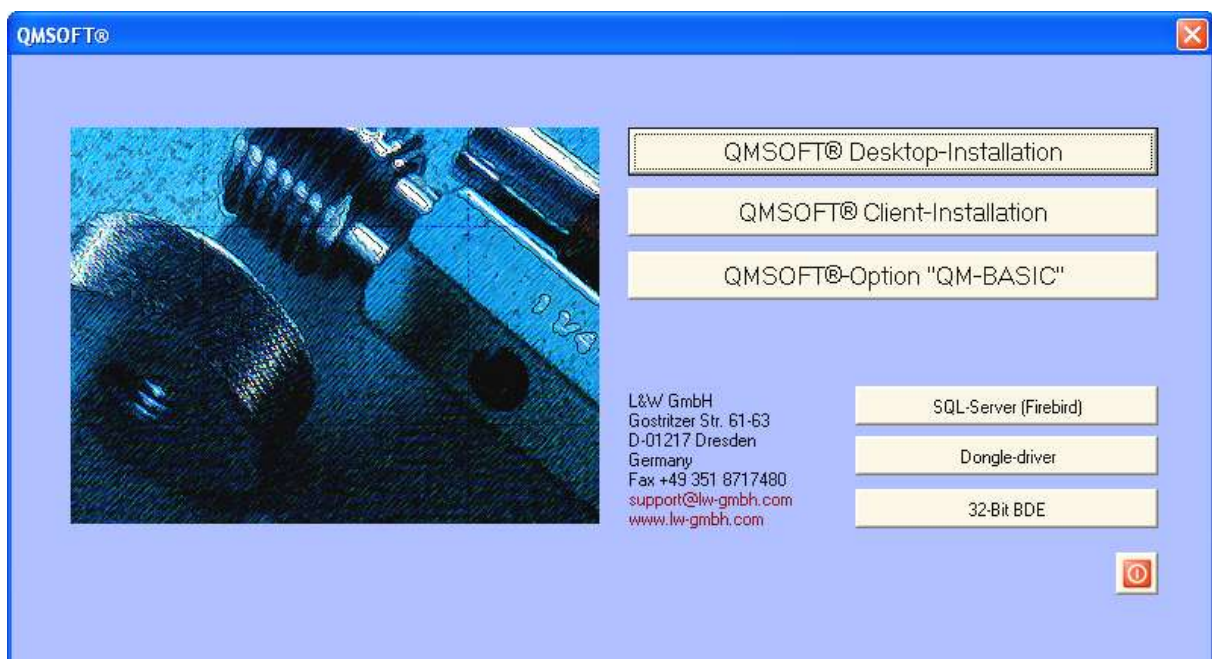 QMSOFT®
QMSOFT® Desktop-Installation
QMSOFT® Client-Installation
QMSOFT®-Option "QM-BASIC"
L&W GmbH
Gostritzer Str. 61-63
D-01217 Dresden
Germany
Fax +49 351 8717480
support@lw-gmbh.com
www.lw-gmbh.com
SQL-Server (Firebird)
Dongle-driver
32-Bit BDE